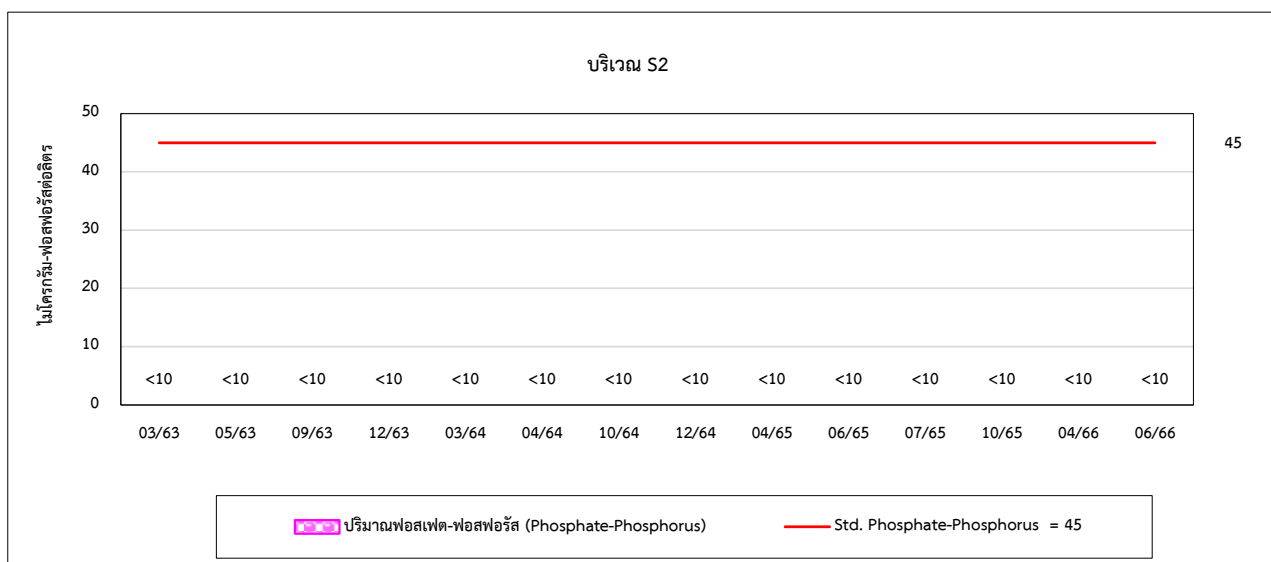 บริเวณ S2
ไมโครกรัม-ฟอสฟอรัสต่อลิตร
50
45
40
30
20
10
<10 <10 <10 <10 <10 <10 <10 <10 <10 <10 <10 <10 <10 <10
0
03/63 05/63 09/63 12/63 03/64 04/64 10/64 12/64 04/65 06/65 07/65 10/65 04/66 06/66
ปริมาณฟอสเฟต-ฟอสฟอรัส (Phosphate-Phosphorus) Std. Phosphate-Phosphorus = 45